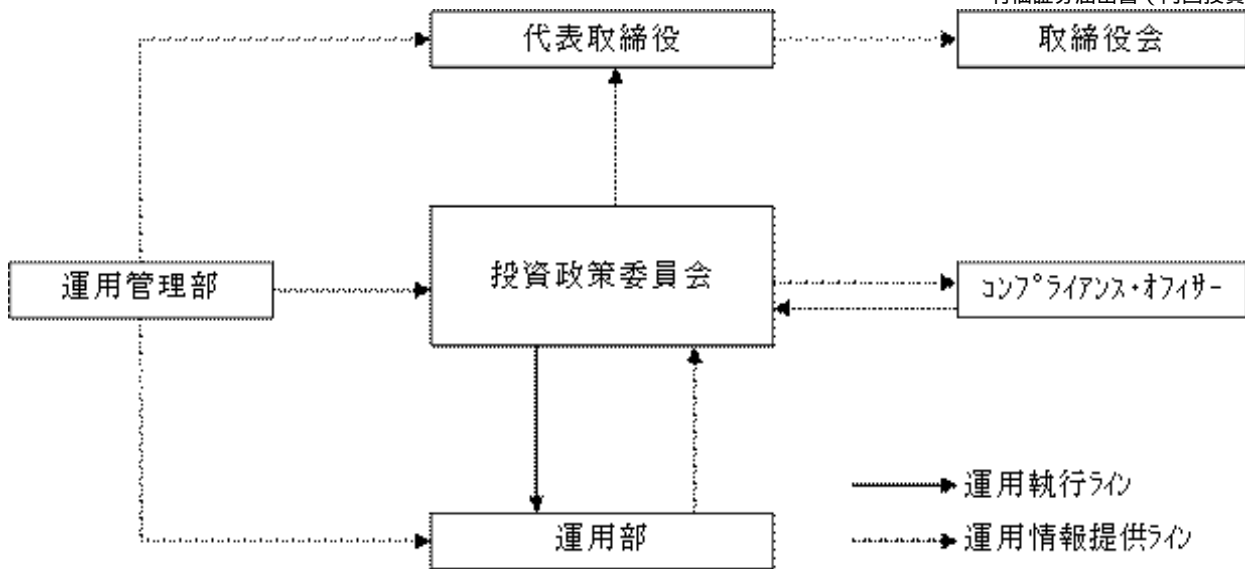 代表取締役
取締役会
投資政策委員会
運用管理部
コンプライアンス・オフィサー
運用執行ライン
運用部
運用情報提供ライン